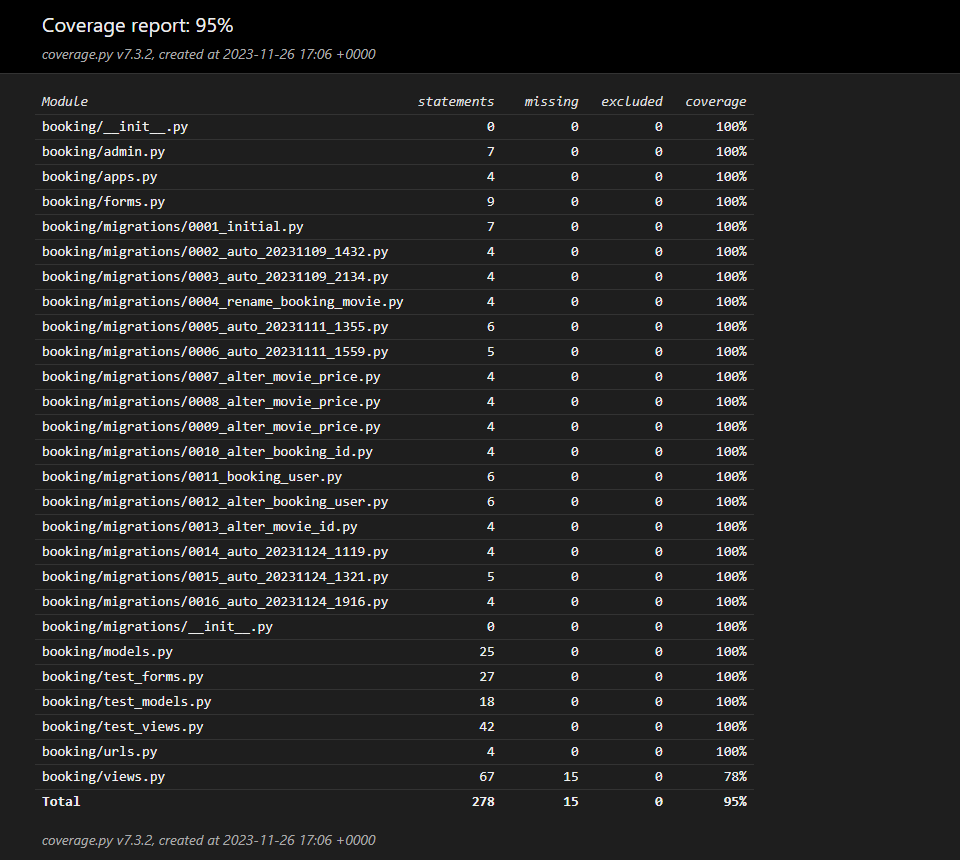 Coverage report: 95%
coverage.py v7.3.2, created at 2023-11-26 17:06 +0000
Module statements missing excluded coverage
booking/__init__.py 0 0 0 100%
booking/admin.py 7 0 0 100%
booking/apps.py 4 0 0 100%
booking/forms.py 9 0 0 100%
booking/migrations/0001_initial.py 7 0 0 100%
booking/migrations/0002_auto_20231109_1432.py 4 0 0 100%
booking/migrations/0003_auto_20231109_2134.py 4 0 0 100%
booking/migrations/0004_rename_booking_movie.py 4 0 0 100%
booking/migrations/0005_auto_20231111_1355.py 6 0 0 100%
booking/migrations/0006_auto_20231111_1559.py 5 0 0 100%
booking/migrations/0007_alter_movie_price.py 4 0 0 100%
booking/migrations/0008_alter_movie_price.py 4 0 0 100%
booking/migrations/0009_alter_movie_price.py 4 0 0 100%
booking/migrations/0010_alter_booking_id.py 4 0 0 100%
booking/migrations/0011_booking_user.py 6 0 0 100%
booking/migrations/0012_alter_booking_user.py 6 0 0 100%
booking/migrations/0013_alter_movie_id.py 4 0 0 100%
booking/migrations/0014_auto_20231124_1119.py 4 0 0 100%
booking/migrations/0015_auto_20231124_1321.py 5 0 0 100%
booking/migrations/0016_auto_20231124_1916.py 4 0 0 100%
booking/migrations/__init__.py 0 0 0 100%
booking/models.py 25 0 0 100%
booking/test_forms.py 27 0 0 100%
booking/test_models.py 18 0 0 100%
booking/test_views.py 42 0 0 100%
booking/urls.py 4 0 0 100%
booking/views.py 67 15 0 78%
Total 278 15 0 95%
coverage.py v7.3.2, created at 2023-11-26 17:06 +0000